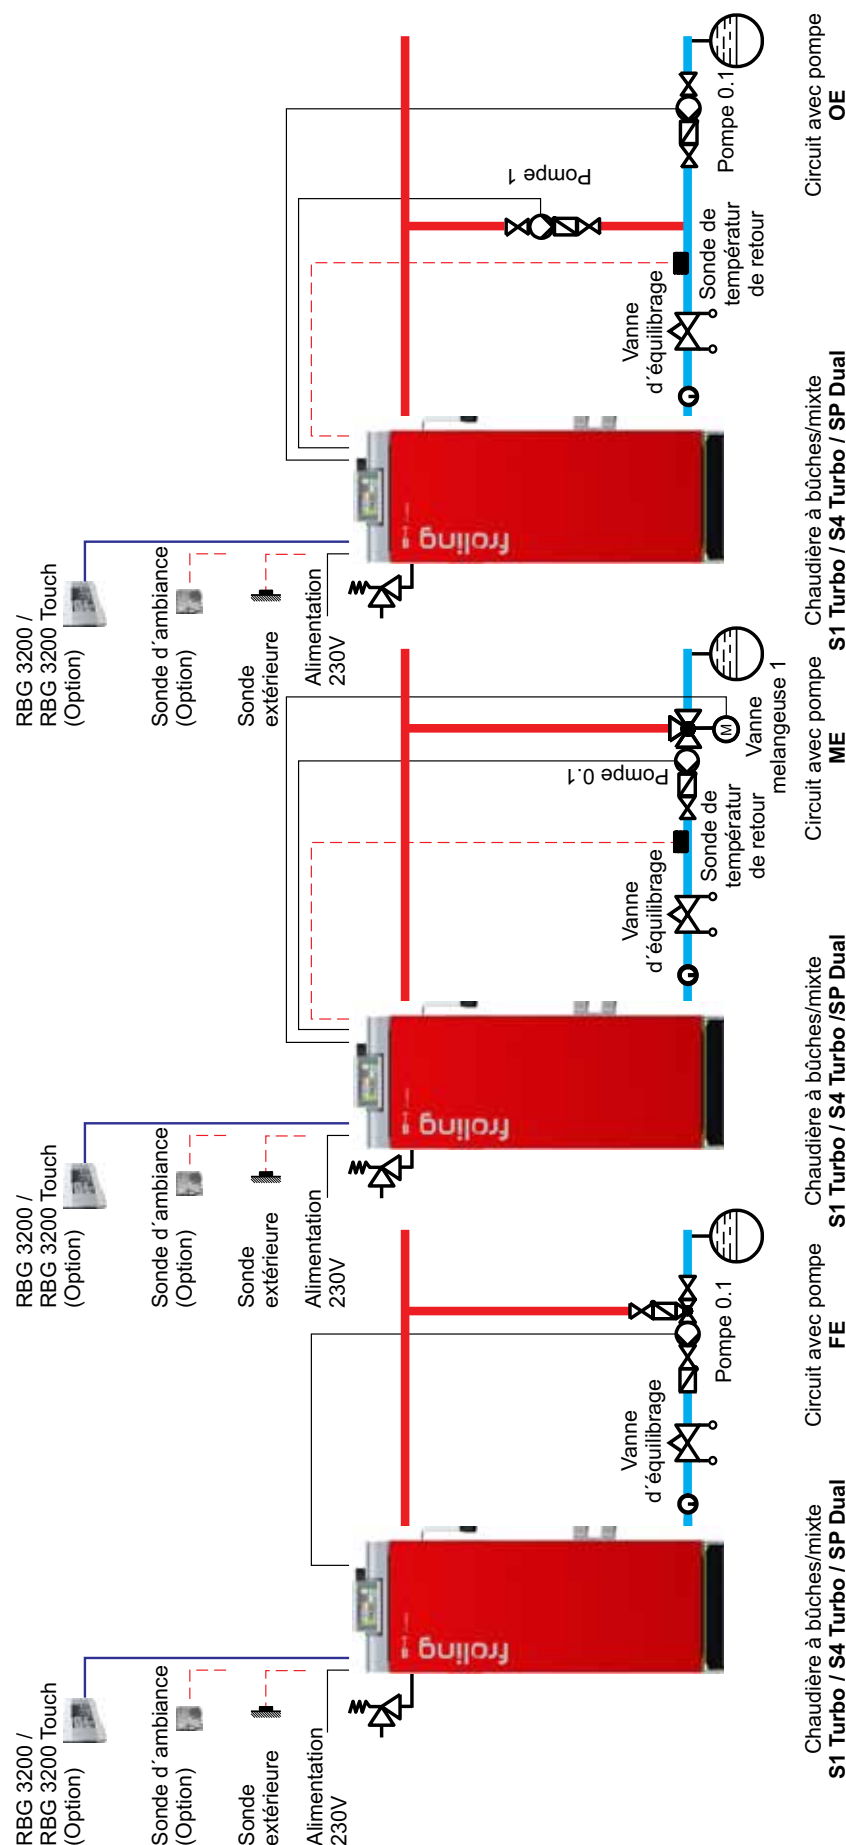 RBG 3200 /
RBG 3200 Touch
(Option)
Sonde d´ambiance
(Option)
Sonde
extérieure
Alimentation
230V
froling
Vanne
d´équilibrage
Pompe 0.1
Chaudière à bûches/mixte
S1 Turbo / S4 Turbo / SP Dual
Circuit avec pompe
FE
RBG 3200 /
RBG 3200 Touch
(Option)
Sonde d´ambiance
(Option)
Sonde
extérieure
Alimentation
230V
froling
Vanne
d´équilibrage
Pompe 0.1
Sonde de
températur
de retour
M
Vanne
melangeuse 1
Chaudière à bûches/mixte
S1 Turbo / S4 Turbo /SP Dual
Circuit avec pompe
ME
RBG 3200 /
RBG 3200 Touch
(Option)
Sonde d´ambiance
(Option)
Sonde
extérieure
Alimentation
230V
froling
Pompe 1
Vanne
d´équilibrage
Sonde de
températur
de retour
Pompe 0.1
Chaudière à bûches/mixte
S1 Turbo / S4 Turbo / SP Dual
Circuit avec pompe
OE